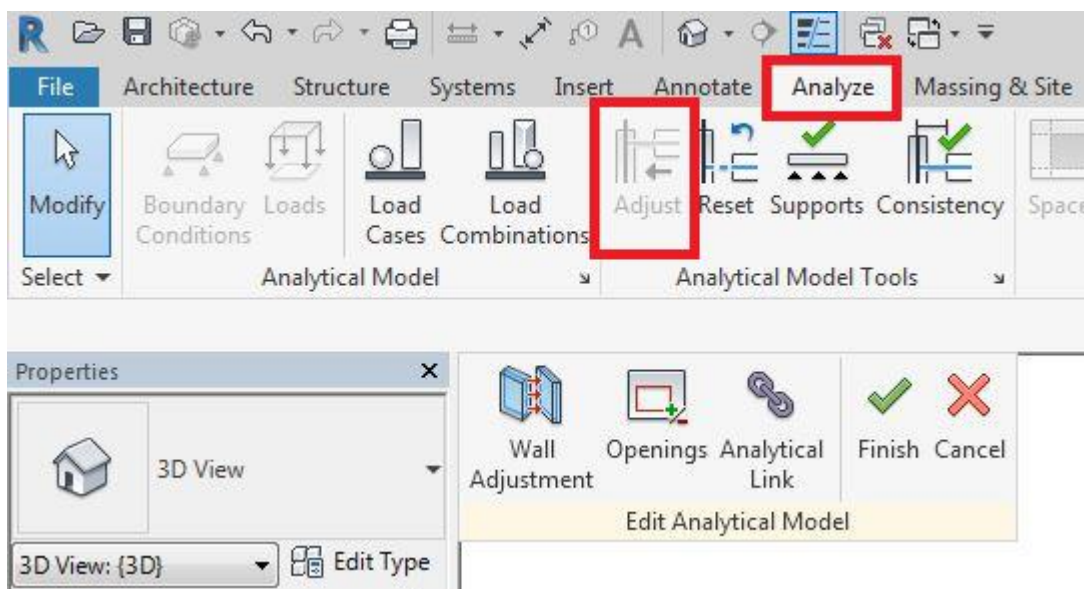 File Architecture Structure Systems Insert Annotate Analyze Massing & Site
Modify Boundary Conditions Loads Load Cases Load Combinations Adjust Reset Supports Consistency
Select Analytical Model Analytical Model Tools
Properties
3D View
3D View: {3D} Edit Type
Wall Adjustment Openings Analytical Link Finish Cancel
Edit Analytical Model